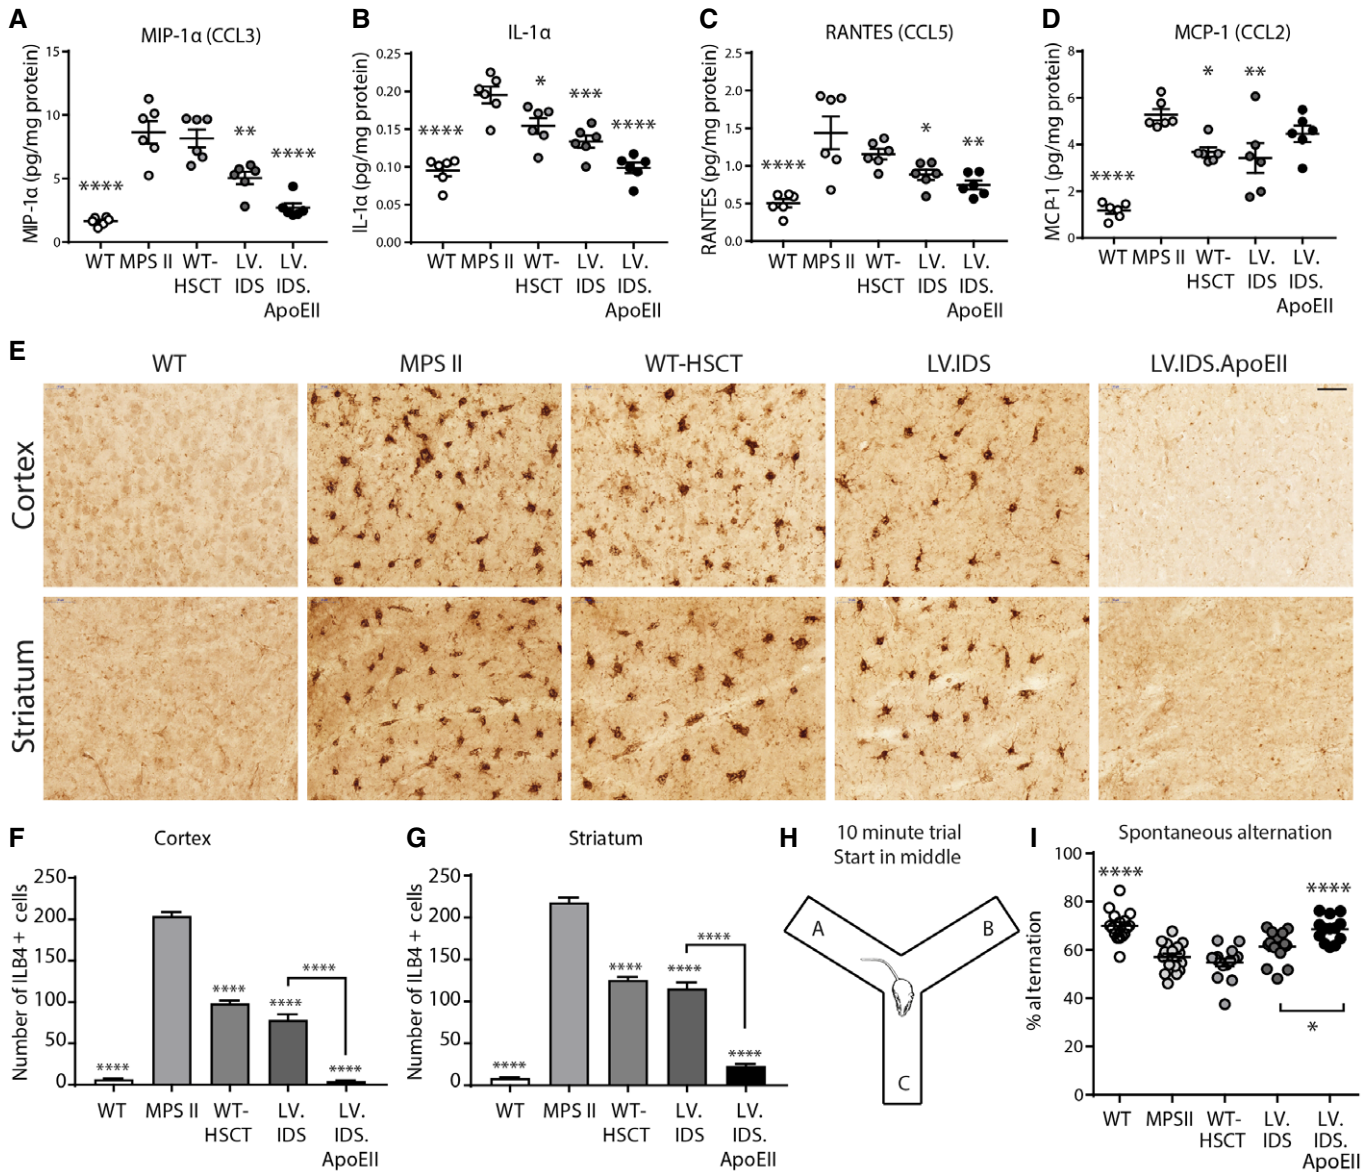 A
MIP-1α (CCL3)
MIP-1α (pg/mg protein)
15
10
5
0
****
**
****
WT
MPS II
WT-
HSCT
LV.
IDS
LV.
IDS.
ApoEII
B
IL-1α
IL-1α (pg/mg protein)
0.25
0.20
0.15
0.10
0.05
0.00
****
*
***
****
WT
MPS II
WT-
HSCT
LV.
IDS
LV.
IDS.
ApoEII
C
RANTES (CCL5)
RANTES (pg/mg protein)
2.5
2.0
1.5
1.0
0.5
0.0
****
*
**
WT
MPS II
WT-
HSCT
LV.
IDS
LV.
IDS.
ApoEII
D
MCP-1 (CCL2)
MCP-1 (pg/mg protein)
8
6
4
2
0
****
*
**
WT
MPS II
WT-
HSCT
LV.
IDS
LV.
IDS.
ApoEII
E
WT
MPS II
WT-HSCT
LV.IDS
LV.IDS.ApoEII
Cortex
Striatum
F
Cortex
Number of ILB4+ cells
250
200
150
100
50
0
****
****
****
****
****
WT
MPS II
WT-
HSCT
LV.
IDS
LV.
IDS.
ApoEII
G
Striatum
Number of ILB4+ cells
250
200
150
100
50
0
****
****
****
****
****
WT
MPS II
WT-
HSCT
LV.
IDS
LV.
IDS.
ApoEII
H
10 minute trial
Start in middle
A
B
C
I
Spontaneous alternation
% alternation
100
80
60
40
20
0
****
****
*
WT
MPSII
WT-
HSCT
LV.
IDS
LV.
IDS.
ApoEII